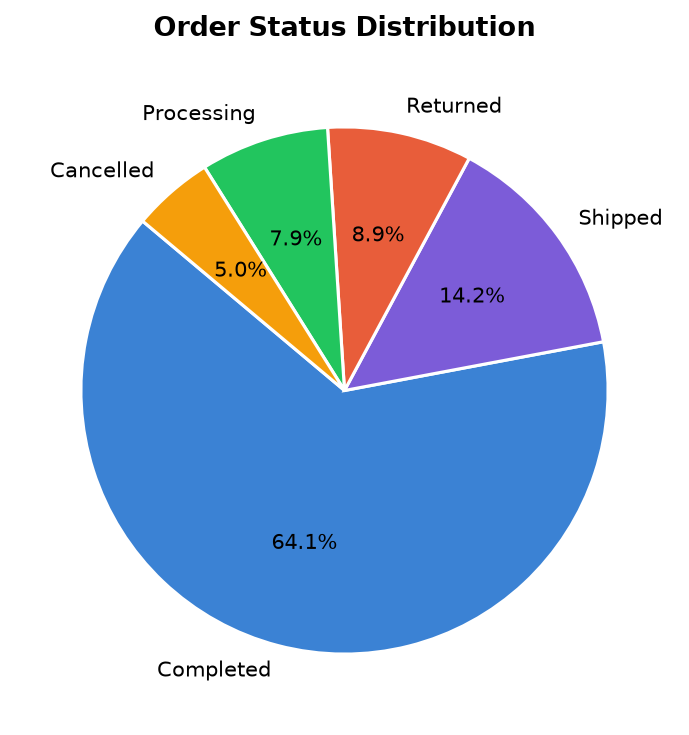 Order Status Distribution
Returned
Processing
Cancelled
Shipped
8.9%
7.9%
5.0%
14.2%
64.1%
Completed